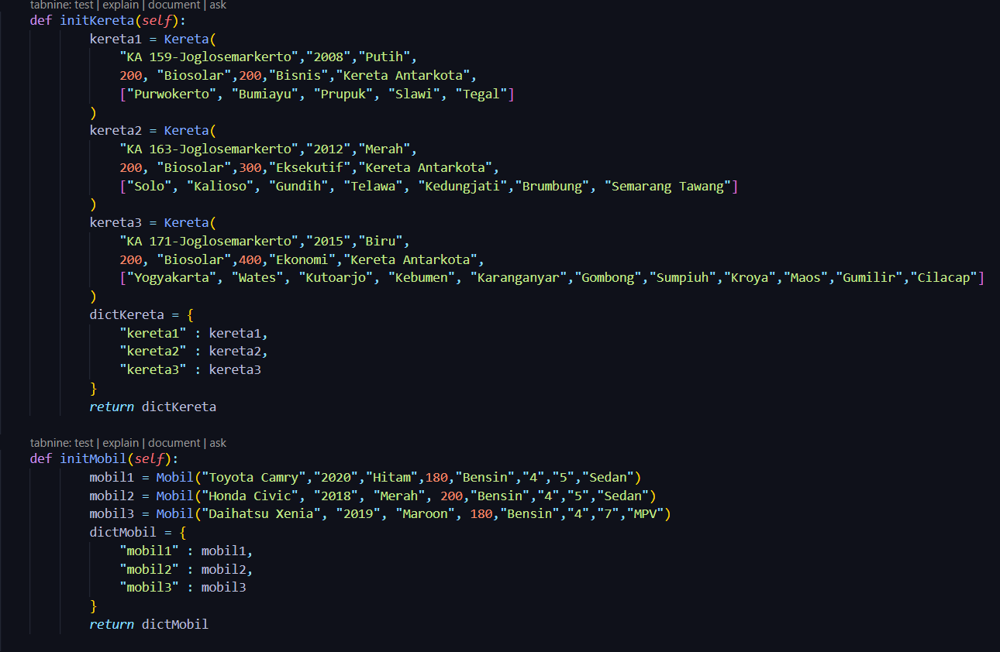 tabnine: test | explain | document | ask
def initKereta(self):
kereta1 = Kereta(
"KA 159-Joglosemarkerto","2008","Putih",
200, "Biosolar",200,"Bisnis","Kereta Antarkota",
["Purwokerto", "Bumiayu", "Prupuk", "Slawi", "Tegal"]
)
kereta2 = Kereta(
"KA 163-Joglosemarkerto","2012","Merah",
200, "Biosolar",300,"Eksekutif","Kereta Antarkota",
["Solo", "Kalioso", "Gundih", "Telawa", "Kedungjati","Brumbung", "Semarang Tawang"]
)
kereta3 = Kereta(
"KA 171-Joglosemarkerto","2015","Biru",
200, "Biosolar",400,"Ekonomi","Kereta Antarkota",
["Yogyakarta", "Wates", "Kutoarjo", "Kebumen", "Karanganyar","Gombong","Sumpiuh","Kroya","Maos","Gumilir","Cilacap"]
)
dictKereta = {
"kereta1" : kereta1,
"kereta2" : kereta2,
"kereta3" : kereta3
}
return dictKereta
tabnine: test | explain | document | ask
def initMobil(self):
mobil1 = Mobil("Toyota Camry","2020","Hitam",180,"Bensin","4","5","Sedan")
mobil2 = Mobil("Honda Civic", "2018", "Merah", 200,"Bensin","4","5","Sedan")
mobil3 = Mobil("Daihatsu Xenia", "2019", "Maroon", 180,"Bensin","4","7","MPV")
dictMobil = {
"mobil1" : mobil1,
"mobil2" : mobil2,
"mobil3" : mobil3
}
return dictMobil